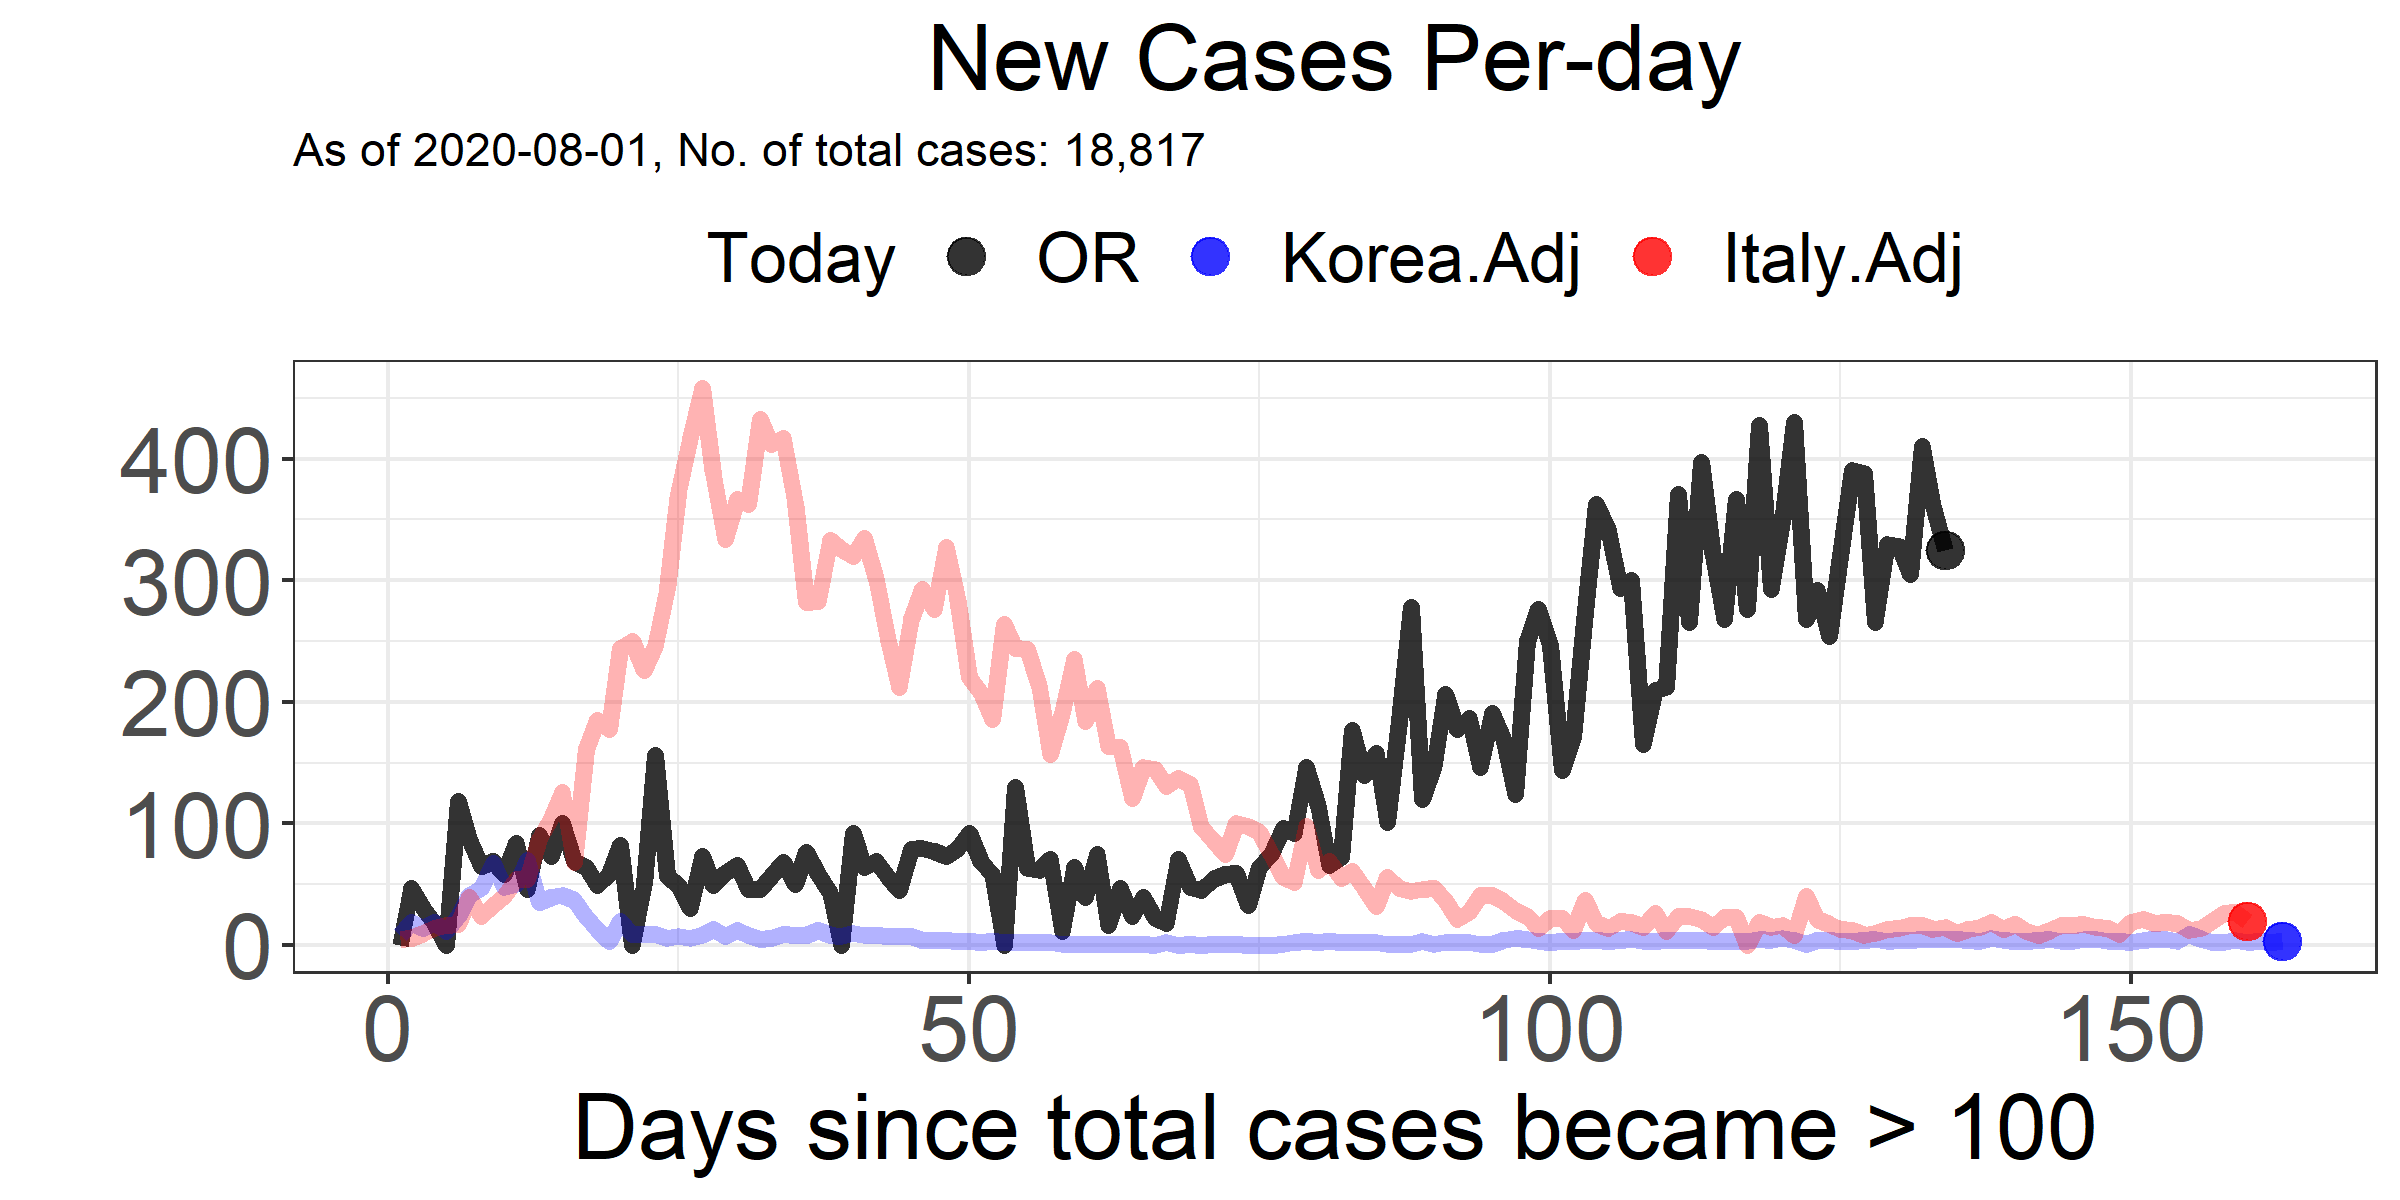 New Cases Per-day
As of 2020-08-01, No. of total cases: 18,817
Today OR Korea.Adj Italy.Adj
400
300
200
100
0
0 50 100 150
Days since total cases became > 100